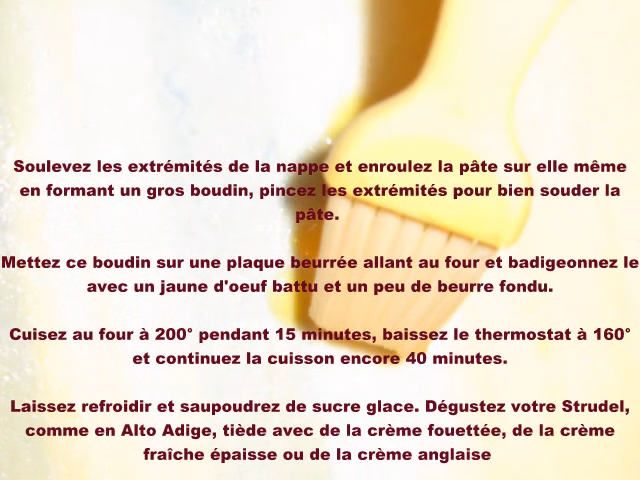 Soulevez les extrémités de la nappe et enroulez la pâte sur elle même
en formant un gros boudin, pincez les extrémités pour bien souder la
pâte.
Mettez ce boudin sur une plaque beurrée allant au four et badigeonnez le
avec un jaune d'oeuf battu et un peu de beurre fondu.
Cuisez au four à 200° pendant 15 minutes, baissez le thermostat à 160°
et continuez la cuisson encore 40 minutes.
Laissez refroidir et saupoudrez de sucre glace. Dégustez votre Strudel,
comme en Alto Adige, tiède avec de la crème fouettée, de la crème
fraîche épaisse ou de la crème anglaise